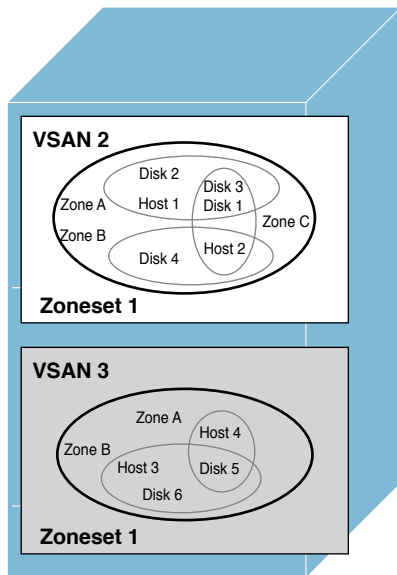 VSAN 2
Disk 2
Disk 3
Zone A
Host 1
Disk 1
Zone C
Zone B
Host 2
Disk 4
Zoneset 1
VSAN 3
Zone A
Host 4
Zone B
Host 3
Disk 5
Disk 6
Zoneset 1